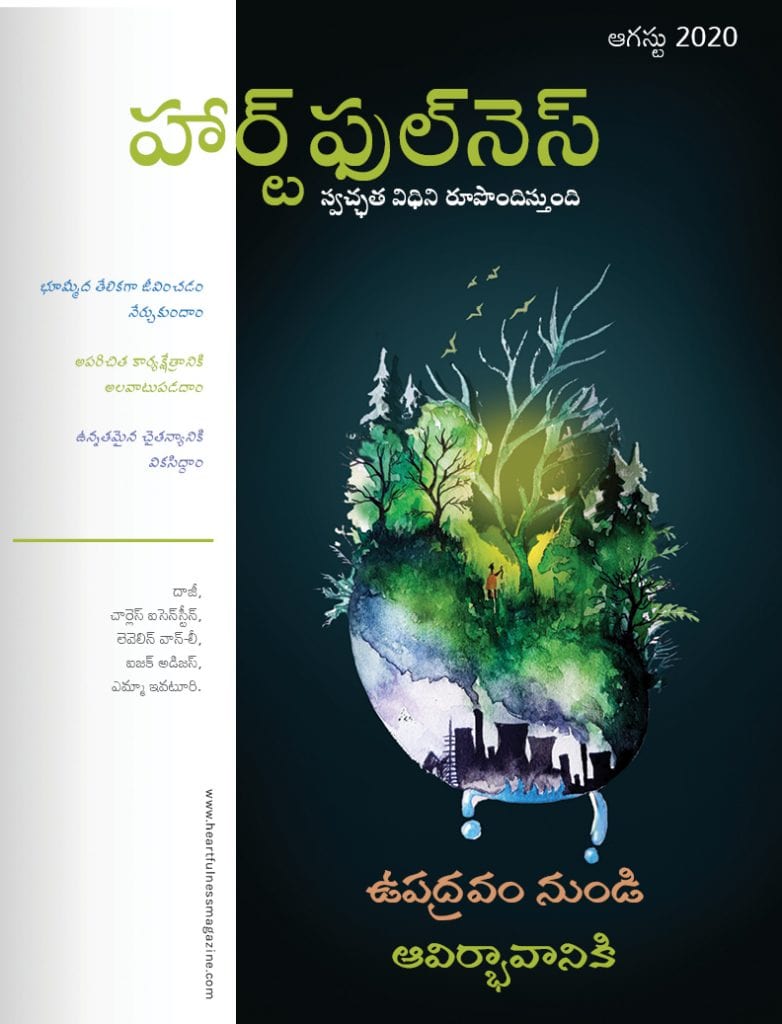 ఆగస్టు 2020
హార్ట్ ఫుల్‌నెస్
స్వచ్ఛత విధిని రూపొందిస్తుంది
భూమ్మీద తేలికగా జీవించడం
నేర్చుకుందాం
అపరిచిత కార్యక్షేత్రానికి
అలవాటుపడదాం
ఉన్నతమైన చైతన్యానికి
వికసిద్దాం
దాజీ,
చార్లెస్ ఐసెన్‌స్టీన్,
లెవెలిన్ వాన్-లీ,
ఐజక్ అడిజస్,
ఎమ్మా ఇవటూరి.
www.heartfulnessmagazine.com
ఉపద్రవం నుండి
ఆవిర్భావానికి